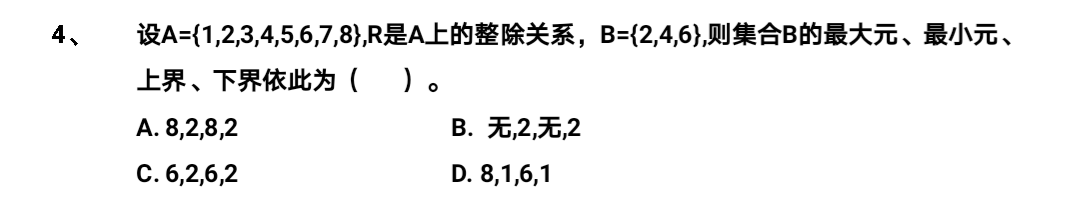 4、 设A={1,2,3,4,5,6,7,8},R是A上的整除关系，B={2,4,6},则集合B的最大元、最小元、
上界、下界依此为（ ）。
A. 8,2,8,2 B. 无,2,无,2
C. 6,2,6,2 D. 8,1,6,1